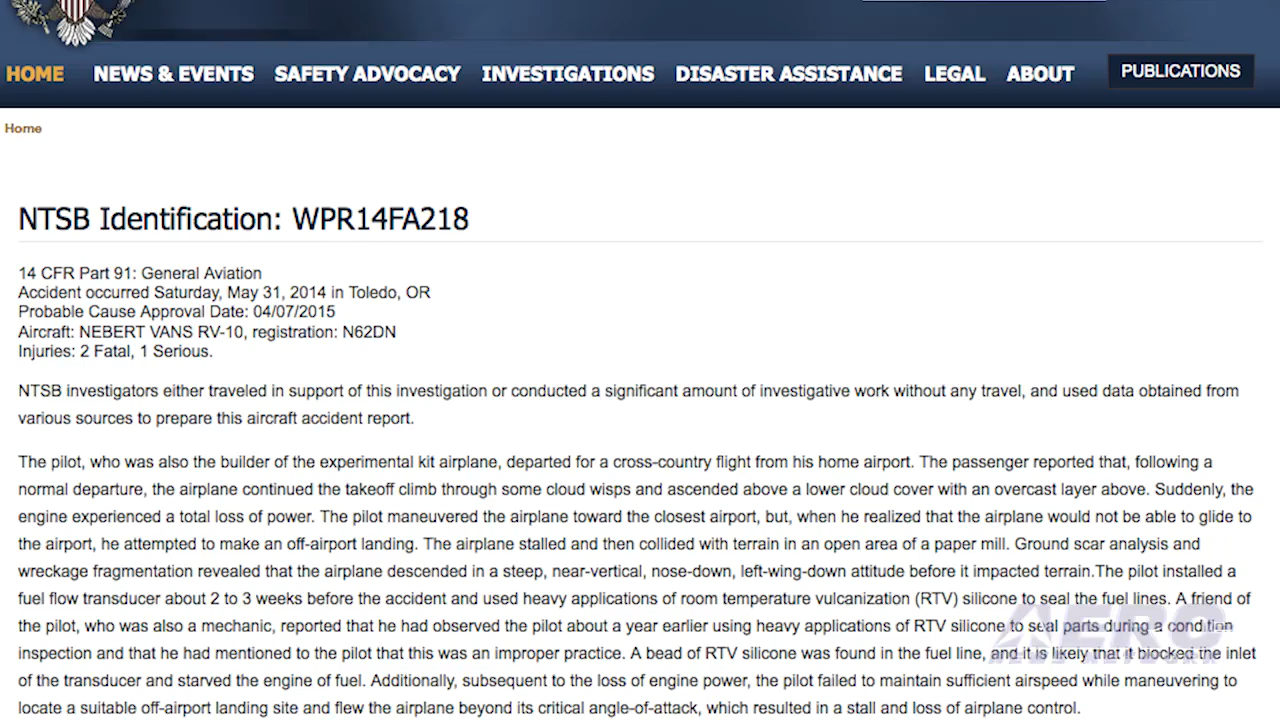 HOME NEWS & EVENTS SAFETY ADVOCACY INVESTIGATIONS DISASTER ASSISTANCE LEGAL ABOUT PUBLICATIONS
Home
NTSB Identification: WPR14FA218
14 CFR Part 91: General Aviation
Accident occurred Saturday, May 31, 2014 in Toledo, OR
Probable Cause Approval Date: 04/07/2015
Aircraft: NEBERT VANS RV-10, registration: N62DN
Injuries: 2 Fatal, 1 Serious.
NTSB investigators either traveled in support of this investigation or conducted a significant amount of investigative work without any travel, and used data obtained from
various sources to prepare this aircraft accident report.
The pilot, who was also the builder of the experimental kit airplane, departed for a cross-country flight from his home airport. The passenger reported that, following a
normal departure, the airplane continued the takeoff climb through some cloud wisps and ascended above a lower cloud cover with an overcast layer above. Suddenly, the
engine experienced a total loss of power. The pilot maneuvered the airplane toward the closest airport, but, when he realized that the airplane would not be able to glide to
the airport, he attempted to make an off-airport landing. The airplane stalled and then collided with terrain in an open area of a paper mill. Ground scar analysis and
wreckage fragmentation revealed that the airplane descended in a steep, near-vertical, nose-down, left-wing-down attitude before it impacted terrain.The pilot installed a
fuel flow transducer about 2 to 3 weeks before the accident and used heavy applications of room temperature vulcanization (RTV) silicone to seal the fuel lines. A friend of
the pilot, who was also a mechanic, reported that he had observed the pilot about a year earlier using heavy applications of RTV silicone to seal parts during a condition
inspection and that he had mentioned to the pilot that this was an improper practice. A bead of RTV silicone was found in the fuel line, and it is likely that it blocked the inlet
of the transducer and starved the engine of fuel. Additionally, subsequent to the loss of engine power, the pilot failed to maintain sufficient airspeed while maneuvering to
locate a suitable off-airport landing site and flew the airplane beyond its critical angle-of-attack, which resulted in a stall and loss of airplane control.
AERO
NEWS NETWORK